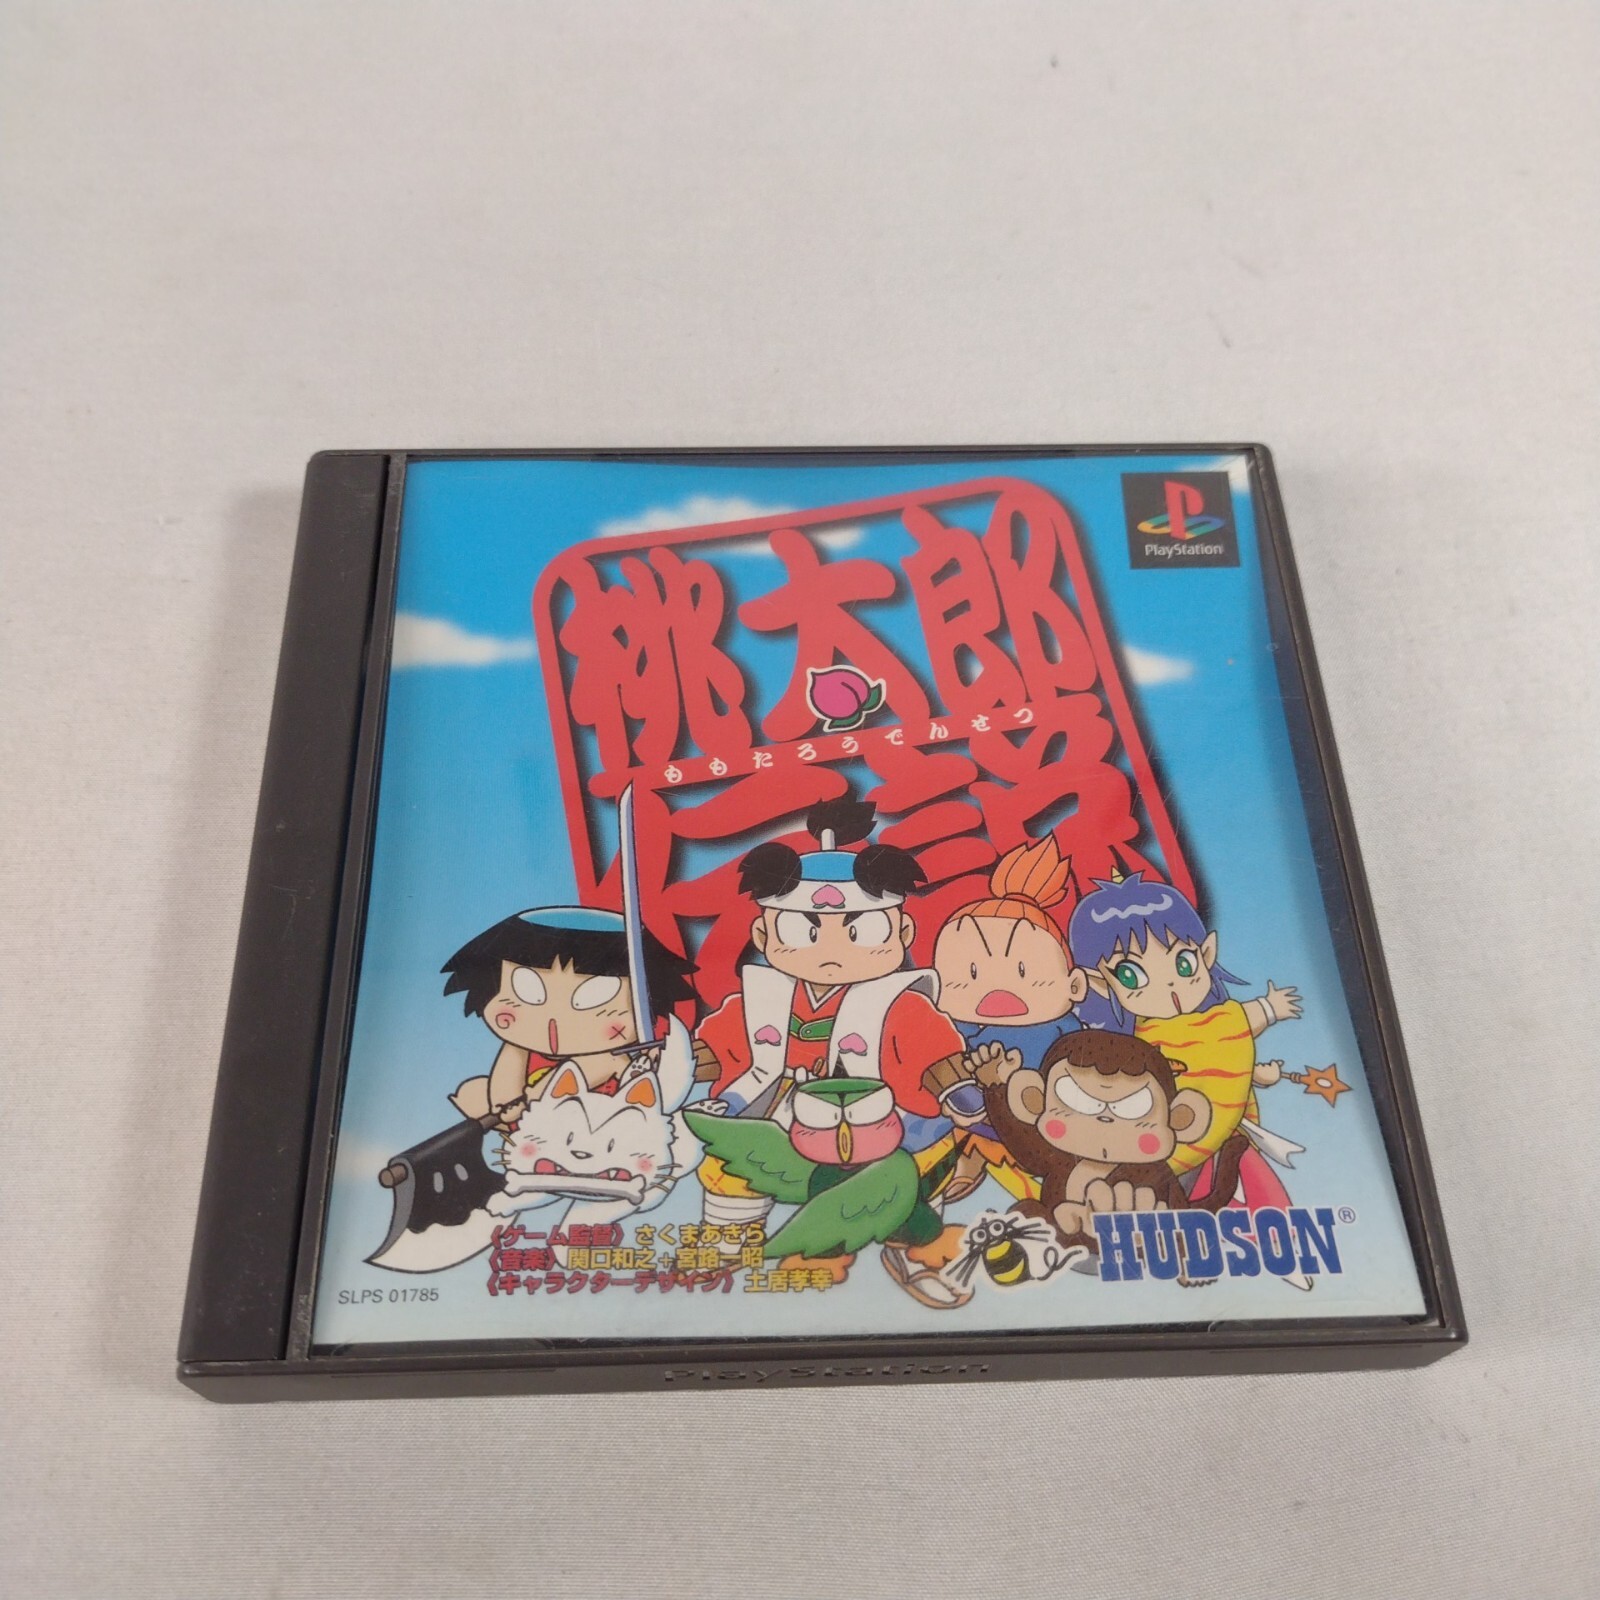 桃太郎
ももたろうでんせつ
伝説
PlayStation
《ゲーム監督》 さくまあきら
《音楽》 関口和之+宮路一昭
《キャラクターデザイン》 土居孝幸
HUDSON®
SLPS 01785
PlayStation